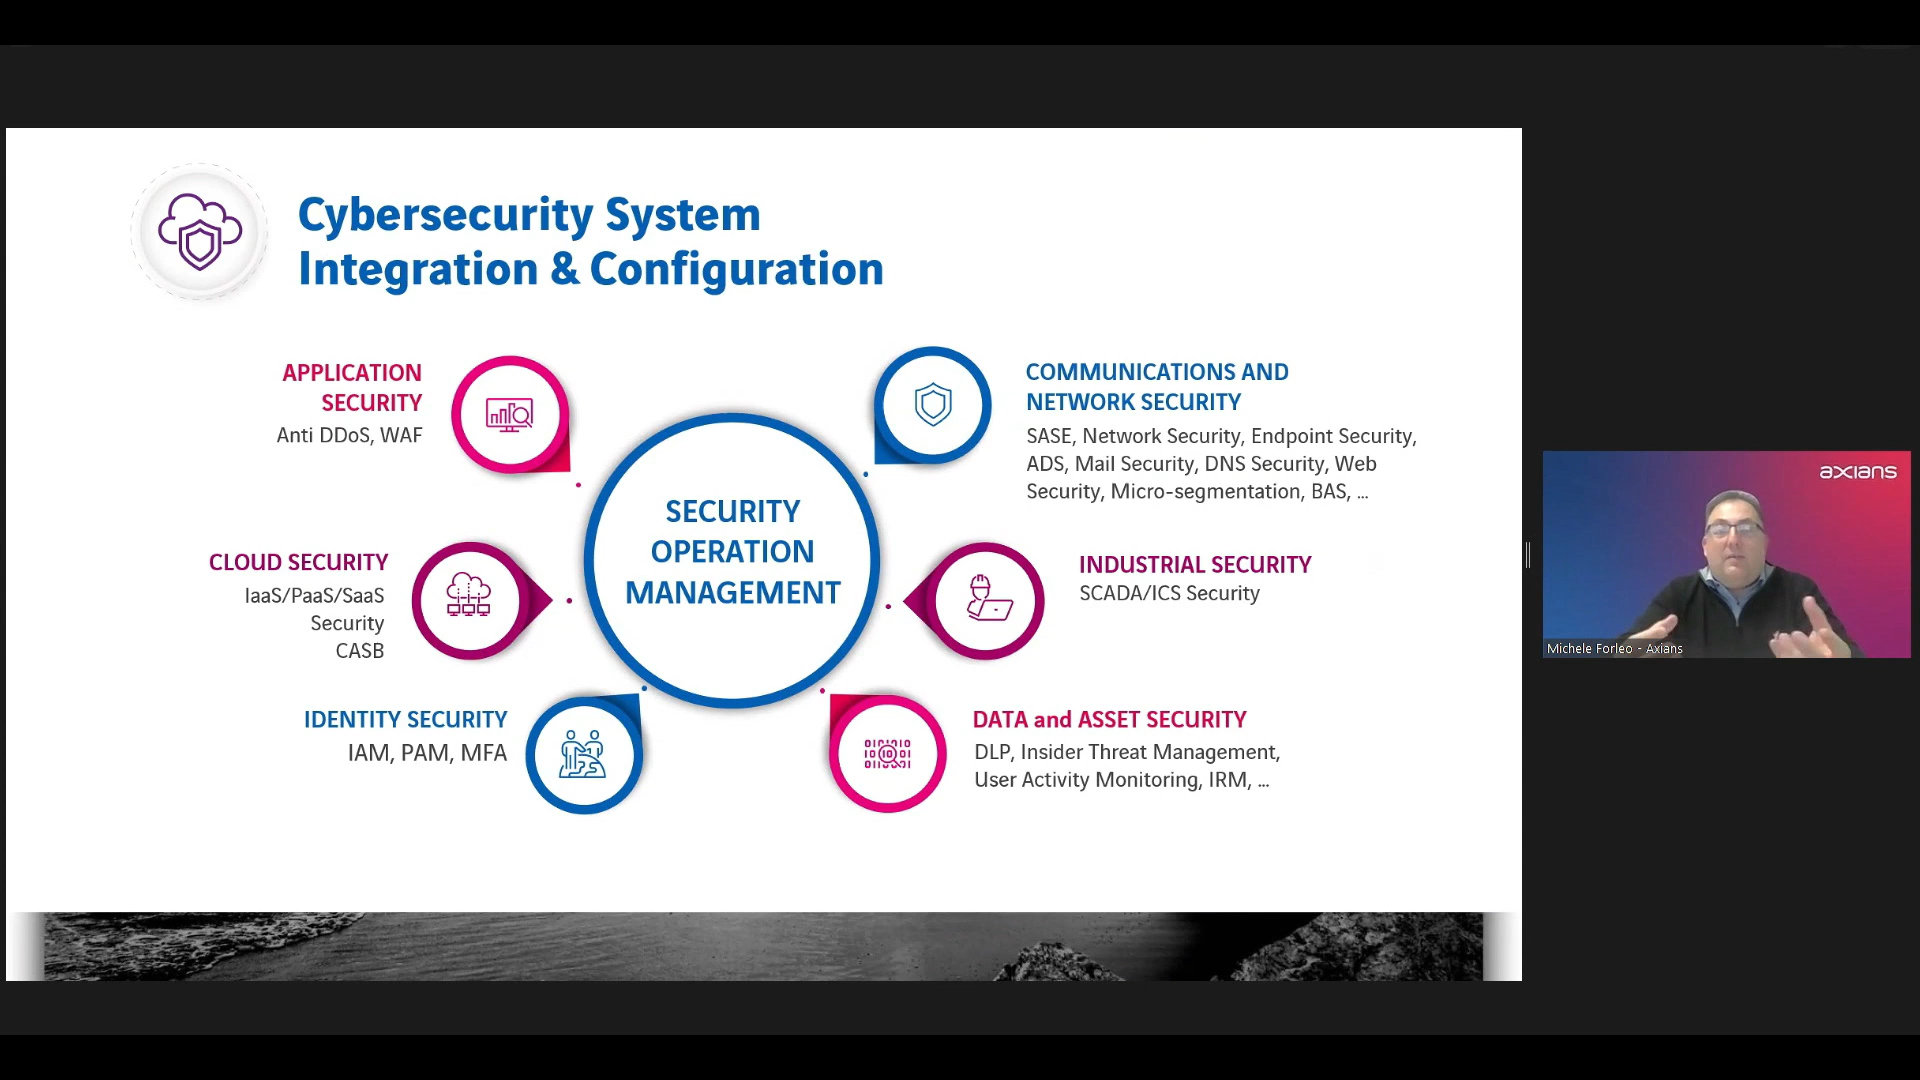 Cybersecurity System
Integration & Configuration
APPLICATION
SECURITY
Anti DDoS, WAF
COMMUNICATIONS AND
NETWORK SECURITY
SASE, Network Security, Endpoint Security,
ADS, Mail Security, DNS Security, Web
Security, Micro-segmentation, BAS, ...
SECURITY
OPERATION
MANAGEMENT
CLOUD SECURITY
IaaS/PaaS/SaaS
Security
CASB
INDUSTRIAL SECURITY
SCADA/ICS Security
IDENTITY SECURITY
IAM, PAM, MFA
DATA and ASSET SECURITY
DLP, Insider Threat Management,
User Activity Monitoring, IRM, ...
axians
Michele Forleo - Axians